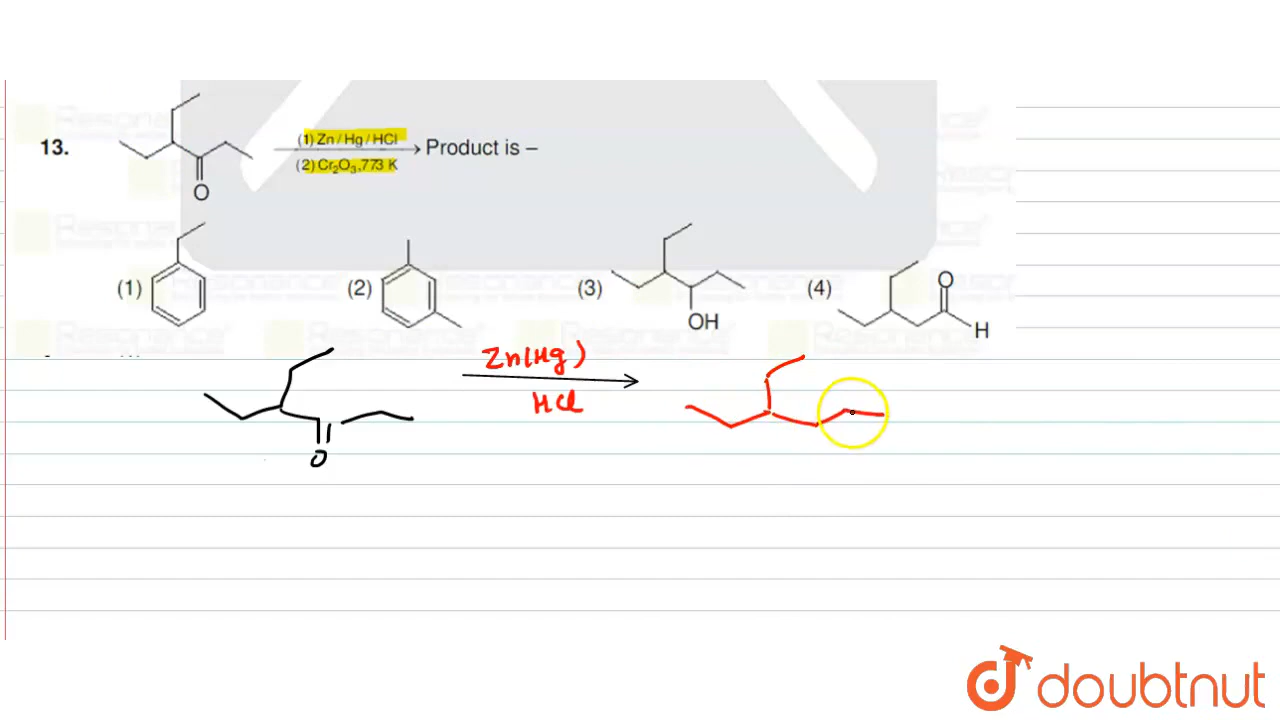 13.
(1) Zn / Hg / HCl
(2) Cr₂O₃,773 K
Product is –
O
(1)
(2)
(3)
OH
(4)
O
H
Zn(Hg)
HCl
O
doubtnut